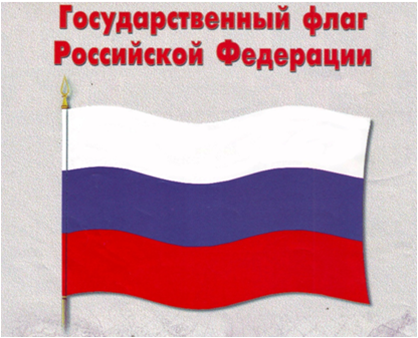 Государственный флаг
Российской Федерации